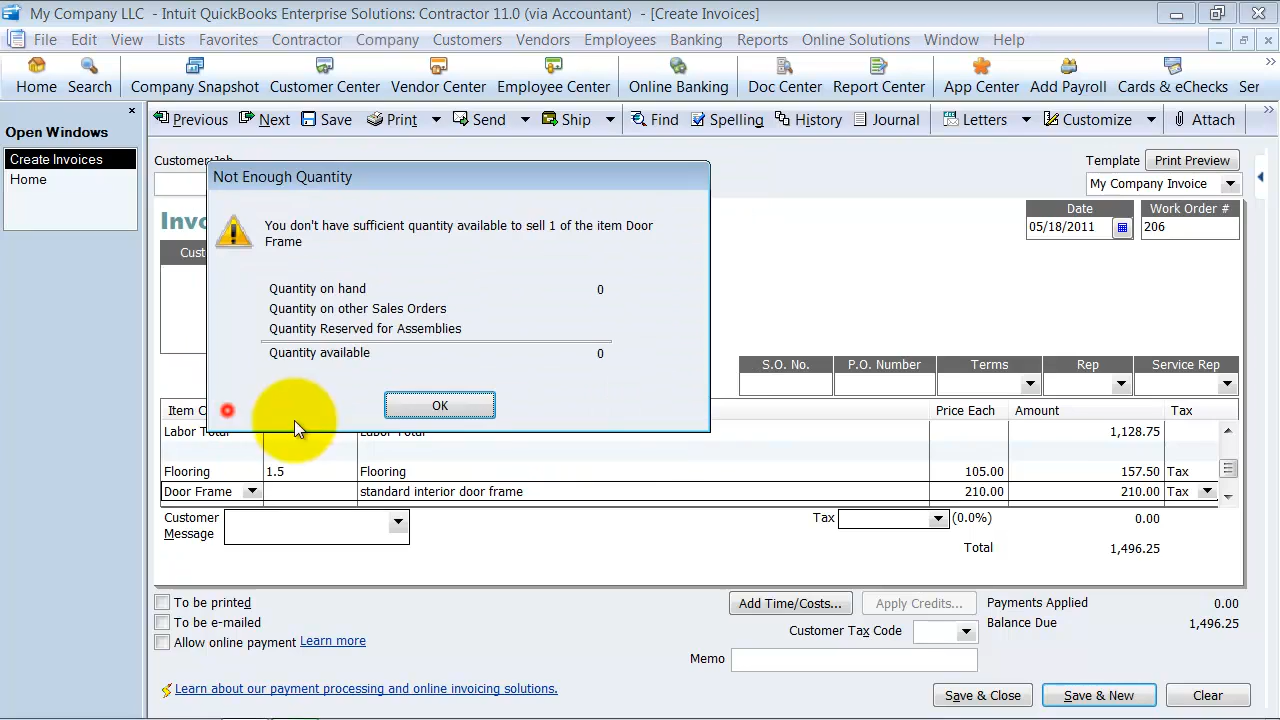 My Company LLC - Intuit QuickBooks Enterprise Solutions: Contractor 11.0 (via Accountant) - [Create Invoices]
File Edit View Lists Favorites Contractor Company Customers Vendors Employees Banking Reports Online Solutions Window Help
Home Search Company Snapshot Customer Center Vendor Center Employee Center Online Banking Doc Center Report Center App Center Add Payroll Cards & eChecks Ser
Open Windows
Create Invoices
Home
Previous Next Save Print Send Ship Find Spelling History Journal Letters Customize Attach
Customer:Job
Template Print Preview
My Company Invoice
Invo
Date Work Order #
05/18/2011 206
Cust
Not Enough Quantity
You don't have sufficient quantity available to sell 1 of the item Door
Frame
Quantity on hand 0
Quantity on other Sales Orders
Quantity Reserved for Assemblies
Quantity available 0
OK
S.O. No. P.O. Number Terms Rep Service Rep
Item C Price Each Amount Tax
Labor Total Labor Total 1,128.75
Flooring 1.5 Flooring 105.00 157.50 Tax
Door Frame standard interior door frame 210.00 210.00 Tax
Customer
Message
Tax (0.0%) 0.00
Total 1,496.25
To be printed
To be e-mailed
Allow online payment Learn more
Add Time/Costs... Apply Credits... Payments Applied 0.00
Customer Tax Code Balance Due 1,496.25
Memo
Learn about our payment processing and online invoicing solutions.
Save & Close Save & New Clear